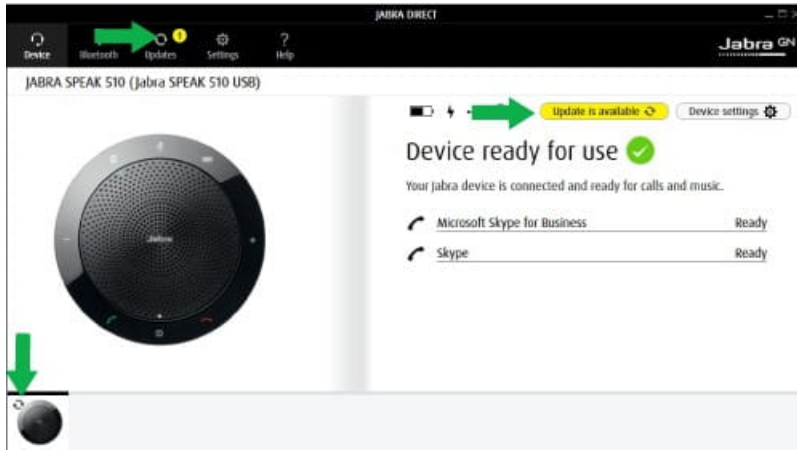 JABRA DIRECT
Device Bluetooth Updates 1 Settings ? Help
Jabra GN
JABRA SPEAK 510 (Jabra SPEAK 510 USB)
Update is available Device settings
Device ready for use
Your Jabra device is connected and ready for calls and music.
Microsoft Skype for Business Ready
Skype Ready
Jabra